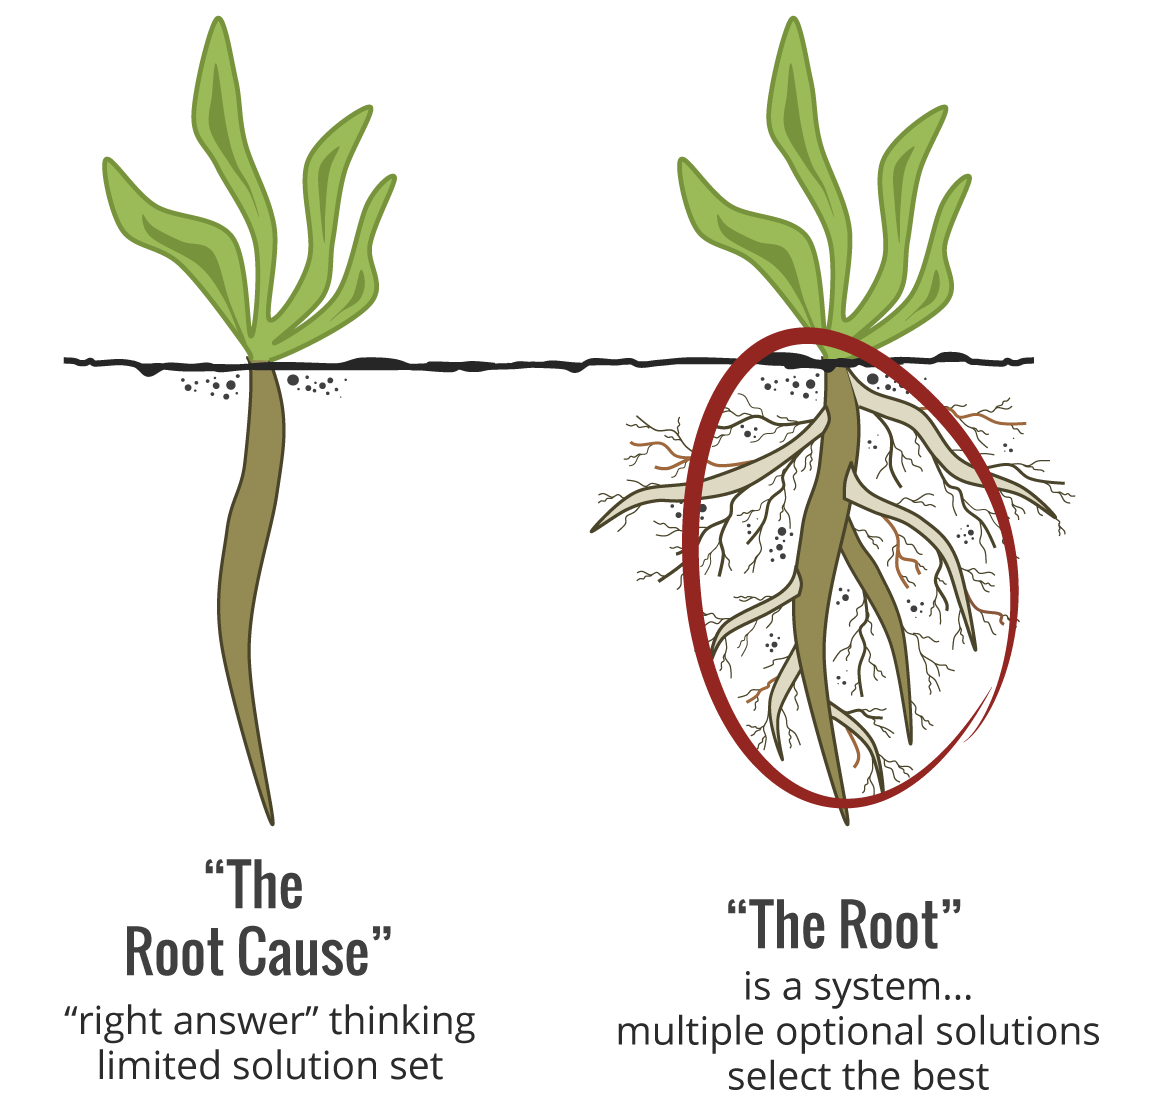 “The
Root Cause”
“right answer” thinking
limited solution set
“The Root”
is a system...
multiple optional solutions
select the best